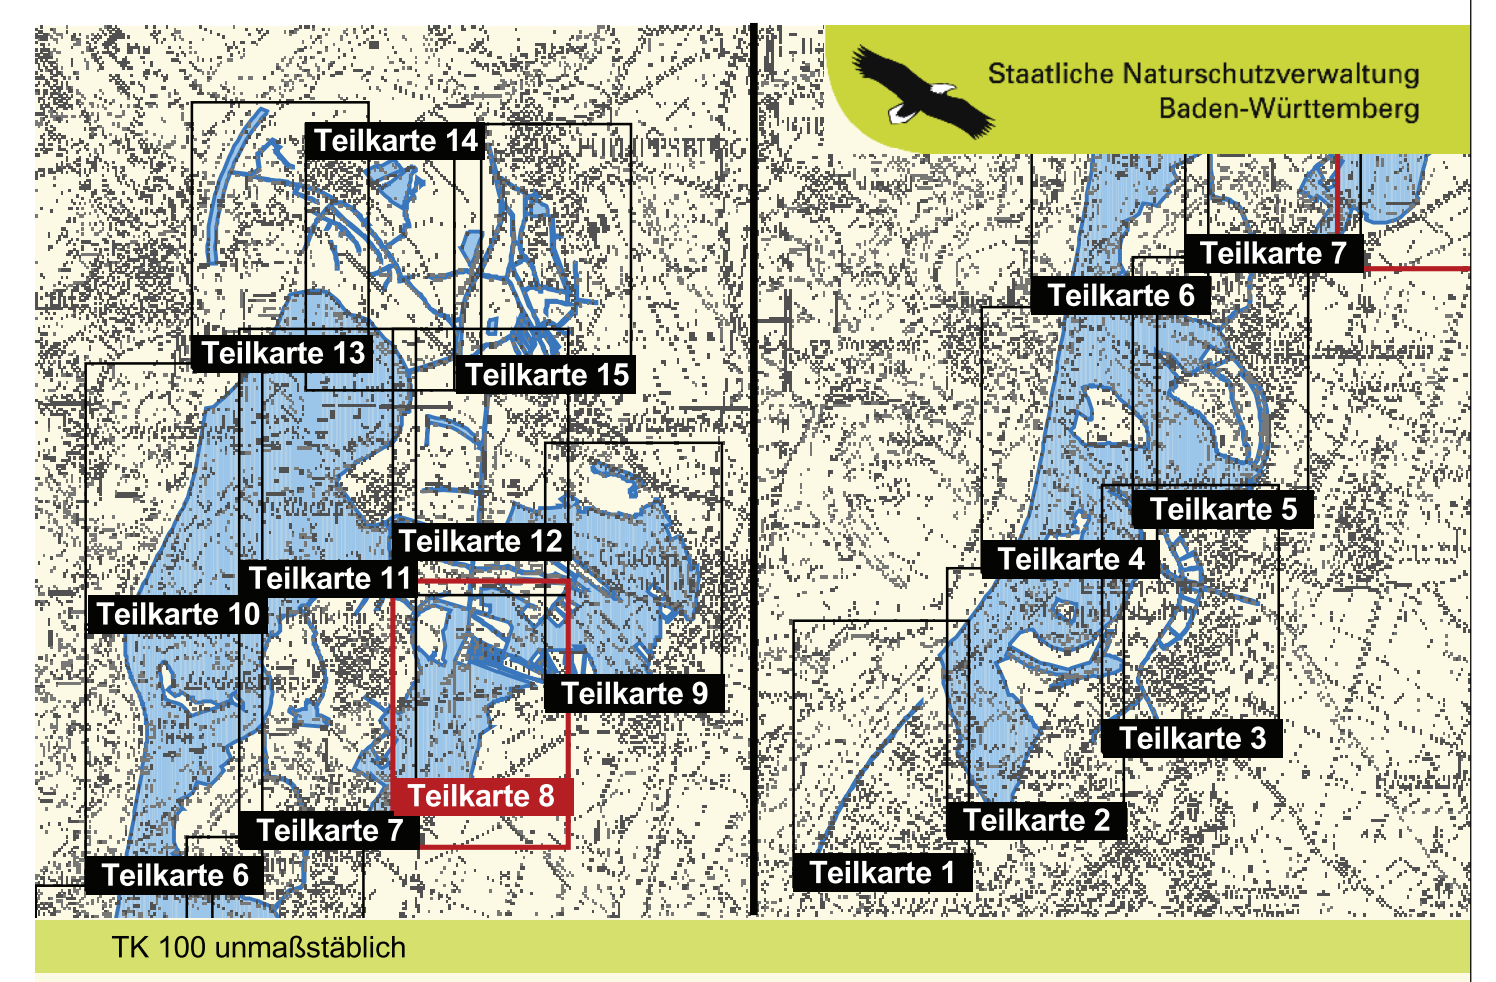 Staatliche Naturschutzverwaltung
Baden-Württemberg
Teilkarte 14
Teilkarte 13
Teilkarte 15
Teilkarte 12
Teilkarte 11
Teilkarte 10
Teilkarte 9
Teilkarte 8
Teilkarte 7
Teilkarte 6
Teilkarte 7
Teilkarte 6
Teilkarte 5
Teilkarte 4
Teilkarte 3
Teilkarte 2
Teilkarte 1
TK 100 unmaßstäblich